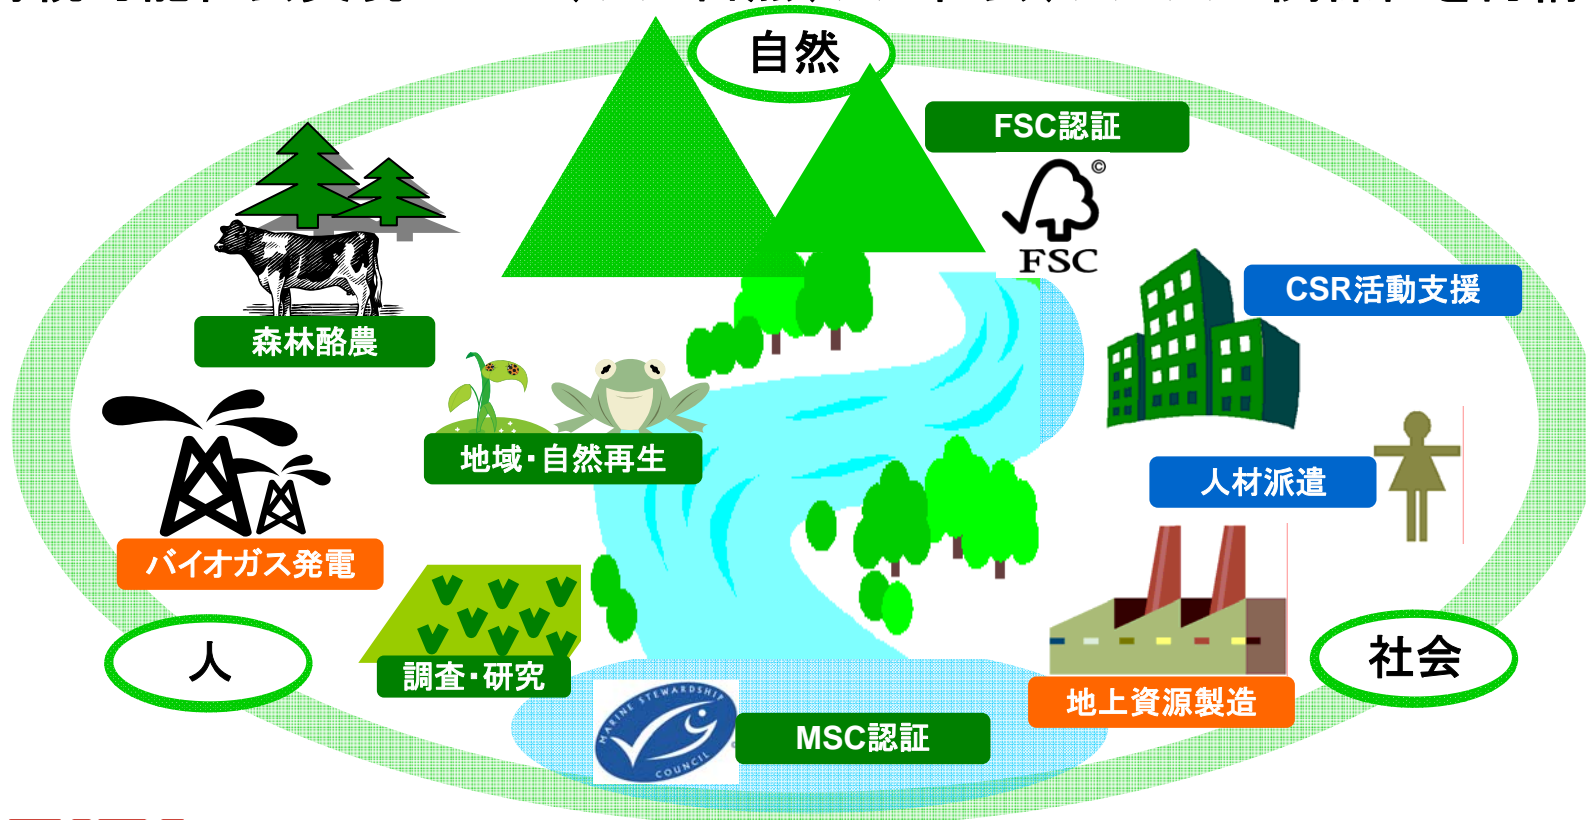 自然
FSC認証
©
FSC
CSR活動支援
森林酪農
地域・自然再生
人材派遣
バイオガス発電
人
調査・研究
社会
地上資源製造
MARINE STEWARDSHIP
COUNCIL
MSC認証